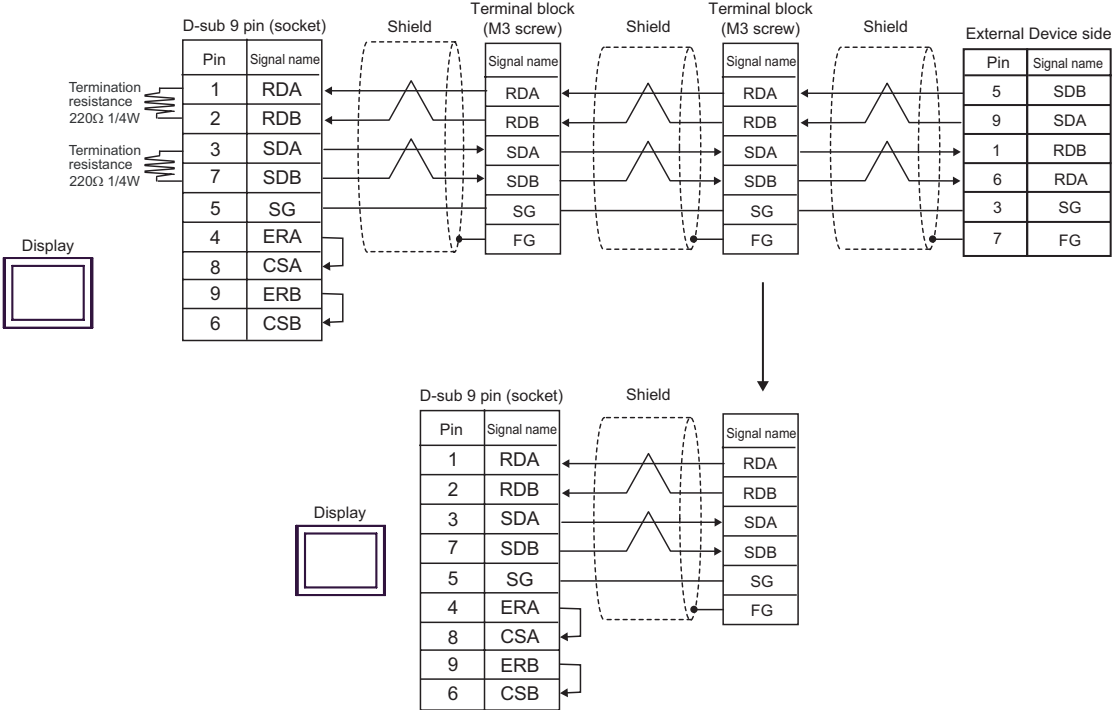 Terminal block
(M3 screw)
Terminal block
(M3 screw)
D-sub 9 pin (socket)
Shield
Shield
Shield
External Device side
Pin Signal name
Signal name
Signal name
Pin Signal name
Termination
resistance
220Ω 1/4W
Termination
resistance
220Ω 1/4W
1 RDA
2 RDB
3 SDA
7 SDB
5 SG
4 ERA
8 CSA
9 ERB
6 CSB
RDA
RDB
SDA
SDB
SG
FG
RDA
RDB
SDA
SDB
SG
FG
5 SDB
9 SDA
1 RDB
6 RDA
3 SG
7 FG
Display
D-sub 9 pin (socket)
Shield
Pin Signal name
Signal name
1 RDA
2 RDB
3 SDA
7 SDB
5 SG
4 ERA
8 CSA
9 ERB
6 CSB
RDA
RDB
SDA
SDB
SG
FG
Display